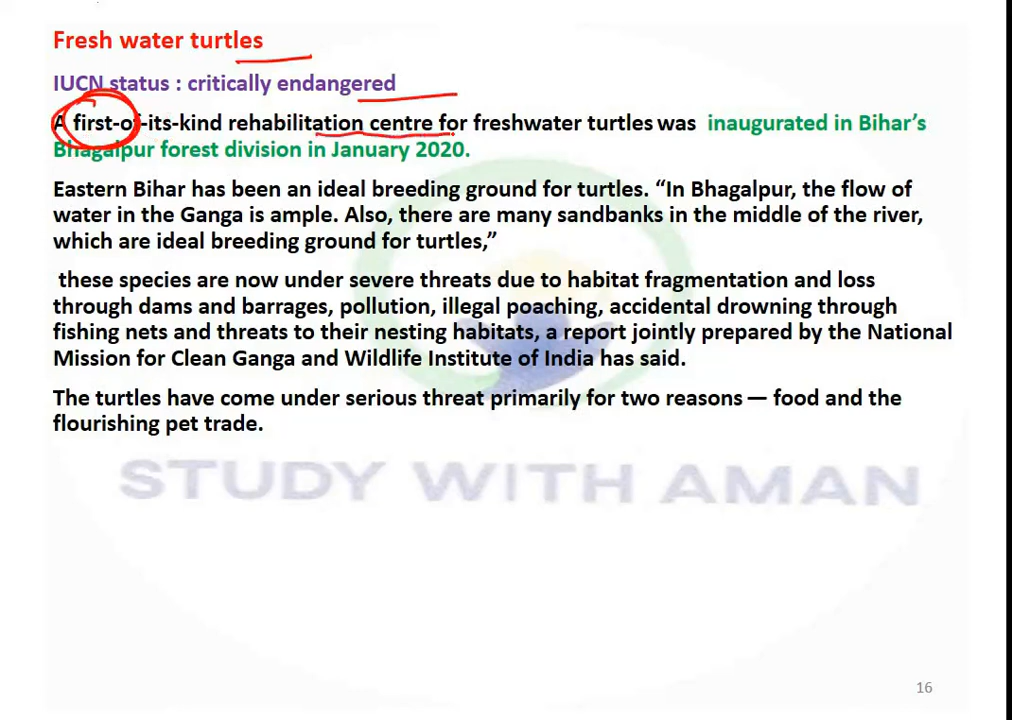 Fresh water turtles
IUCN status : critically endangered
A first-of-its-kind rehabilitation centre for freshwater turtles was inaugurated in Bihar’s
Bhagalpur forest division in January 2020.
Eastern Bihar has been an ideal breeding ground for turtles. “In Bhagalpur, the flow of
water in the Ganga is ample. Also, there are many sandbanks in the middle of the river,
which are ideal breeding ground for turtles,”
these species are now under severe threats due to habitat fragmentation and loss
through dams and barrages, pollution, illegal poaching, accidental drowning through
fishing nets and threats to their nesting habitats, a report jointly prepared by the National
Mission for Clean Ganga and Wildlife Institute of India has said.
The turtles have come under serious threat primarily for two reasons — food and the
flourishing pet trade.
STUDY WITH AMAN
16